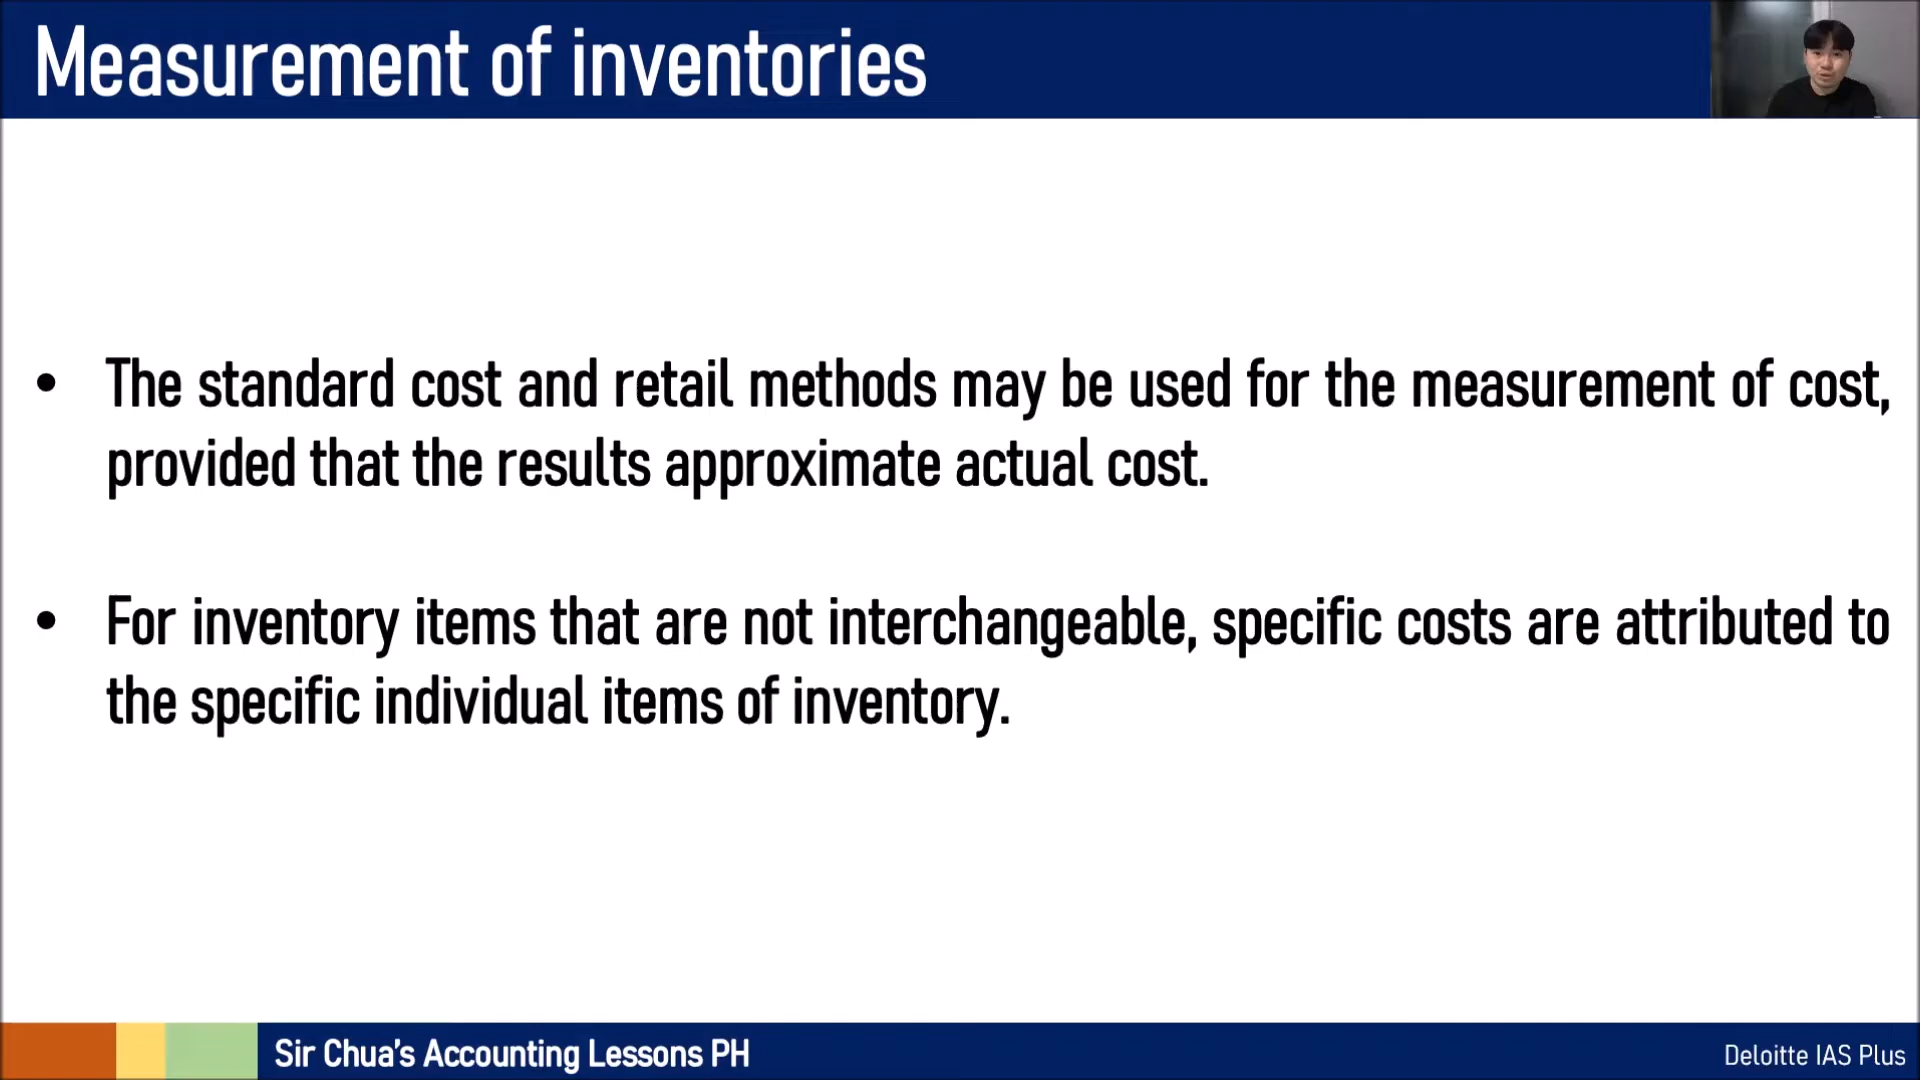 Measurement of inventories
• The standard cost and retail methods may be used for the measurement of cost,
provided that the results approximate actual cost.
• For inventory items that are not interchangeable, specific costs are attributed to
the specific individual items of inventory.
Sir Chua's Accounting Lessons PH
Deloitte IAS Plus